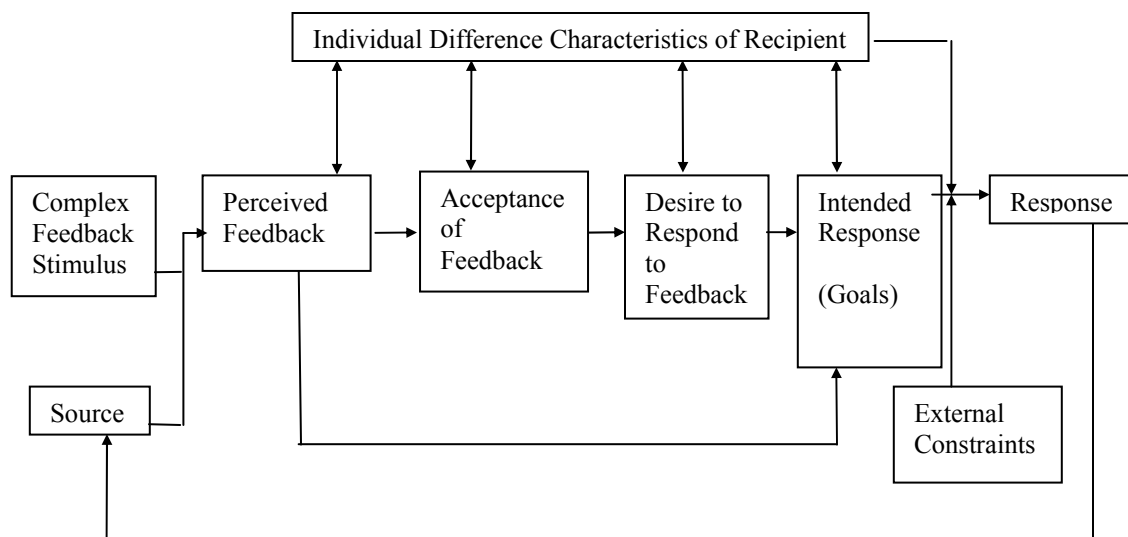 Individual Difference Characteristics of Recipient
Complex
Feedback
Stimulus
Perceived
Feedback
Acceptance
of
Feedback
Desire to
Respond
to
Feedback
Intended
Response
(Goals)
Response
Source
External
Constraints